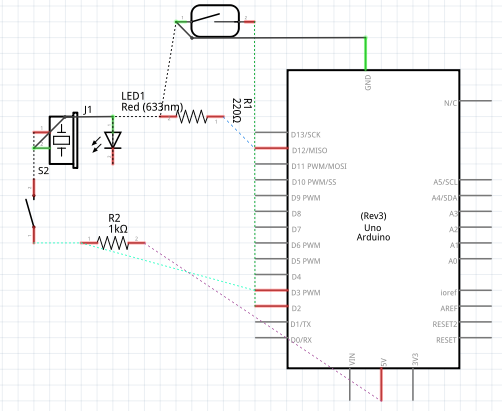 GND
LED1
Red (633nm)
R1
220Ω
J1
N/C
D13/SCK
D12/MISO
D11 PWM/MOSI
D10 PWM/SS
D9 PWM
D8
D7
D6 PWM
D5 PWM
D4
D3 PWM
D2
D1/TX
D0/RX
A5/SCL
A4/SDA
A3
A2
A1
A0
ioref
AREF
RESET2
RESET
(Rev3)
Uno
Arduino
S2
R2
1kΩ
VIN
5V
3V3